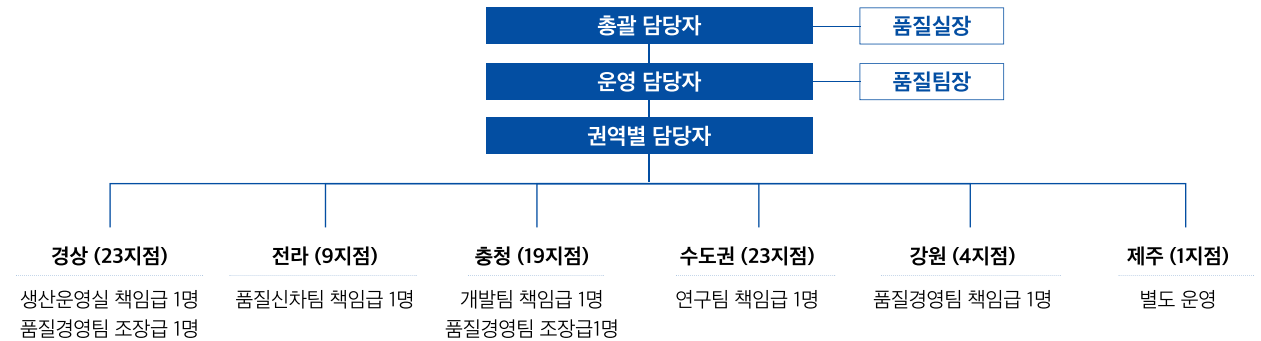 총괄 담당자
품질실장
운영 담당자
품질팀장
권역별 담당자
경상 (23지점)
생산운영실 책임급 1명
품질경영팀 조장급 1명
전라 (9지점)
품질신차팀 책임급 1명
충청 (19지점)
개발팀 책임급 1명
품질경영팀 조장급1명
수도권 (23지점)
연구팀 책임급 1명
강원 (4지점)
품질경영팀 책임급 1명
제주 (1지점)
별도 운영